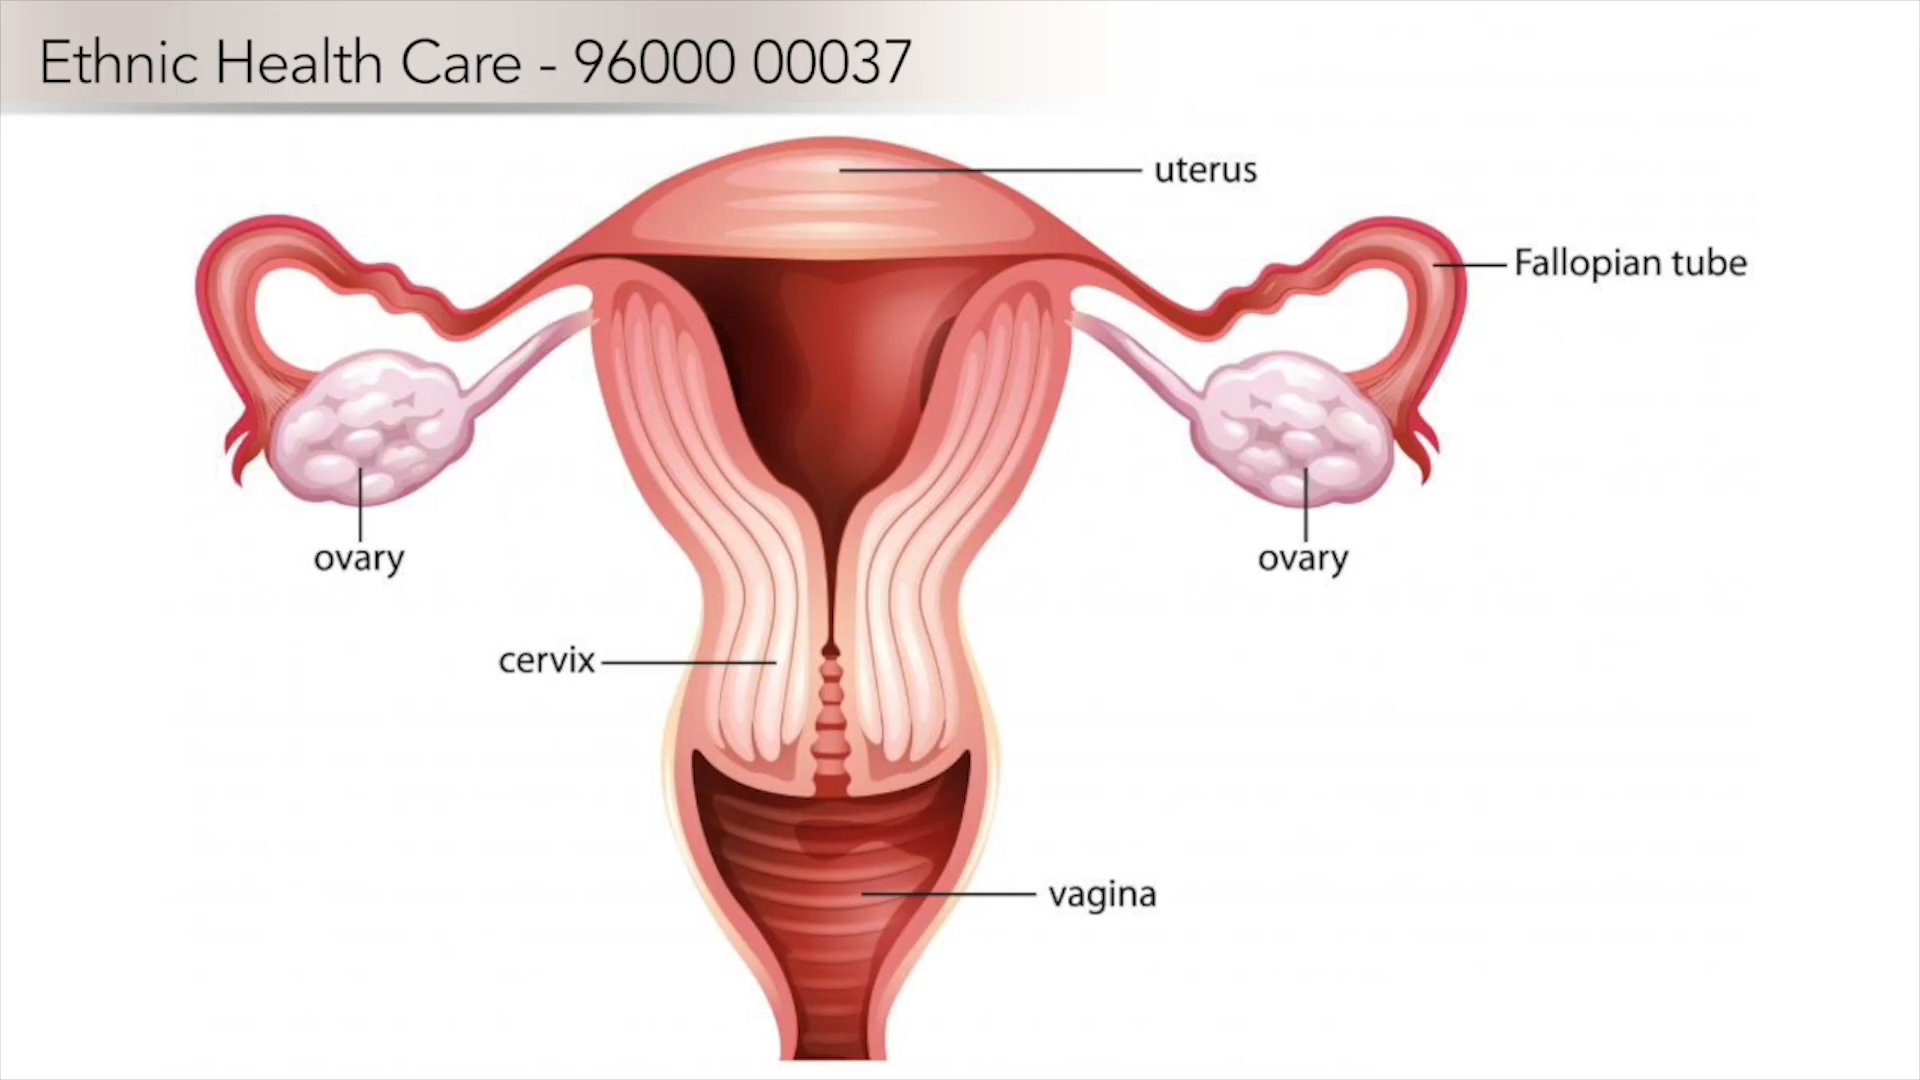 Ethnic Health Care - 96000 00037
uterus
Fallopian tube
ovary
ovary
cervix
vagina